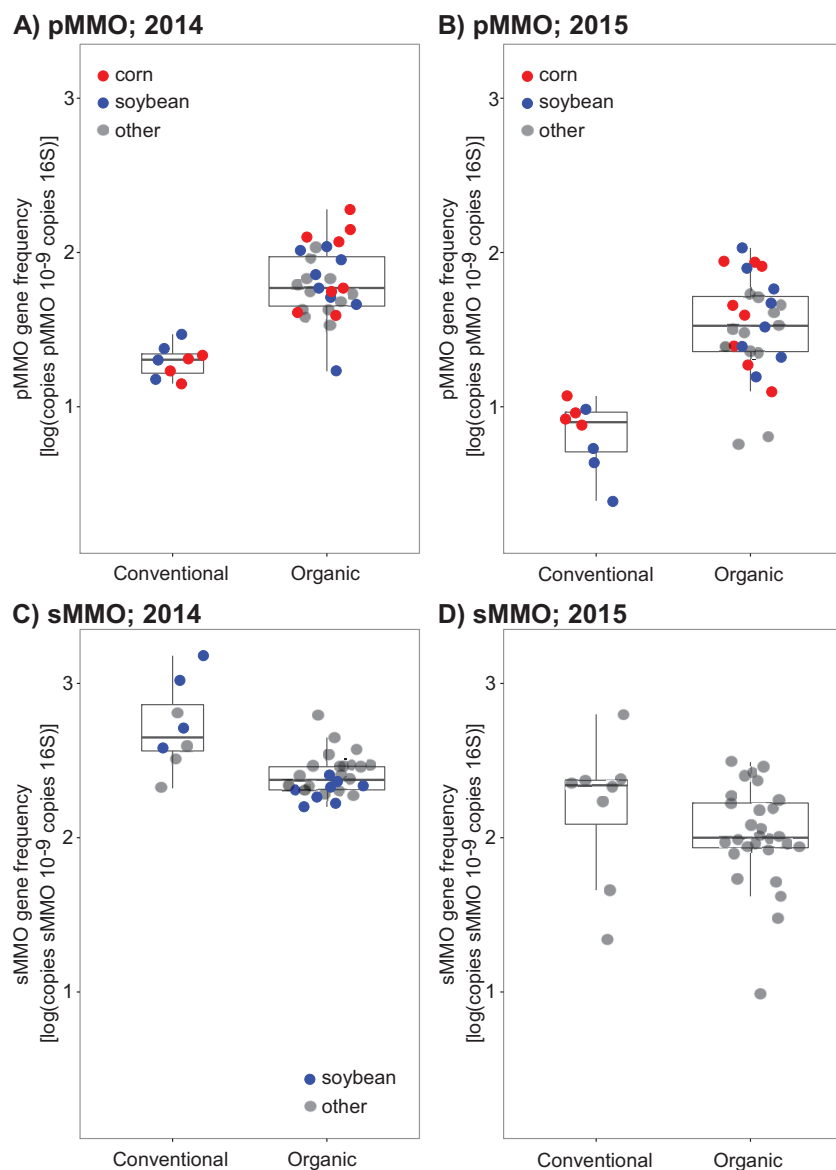 A) pMMO; 2014
pMMO gene frequency
[log(copies pMMO 10-9 copies 16S)]
3
2
1
corn
soybean
other
Conventional
Organic
B) pMMO; 2015
pMMO gene frequency
[log(copies pMMO 10-9 copies 16S)]
3
2
1
corn
soybean
other
Conventional
Organic
C) sMMO; 2014
sMMO gene frequency
[log(copies sMMO 10-9 copies 16S)]
3
2
1
soybean
other
Conventional
Organic
D) sMMO; 2015
sMMO gene frequency
[log(copies sMMO 10-9 copies 16S)]
3
2
1
Conventional
Organic